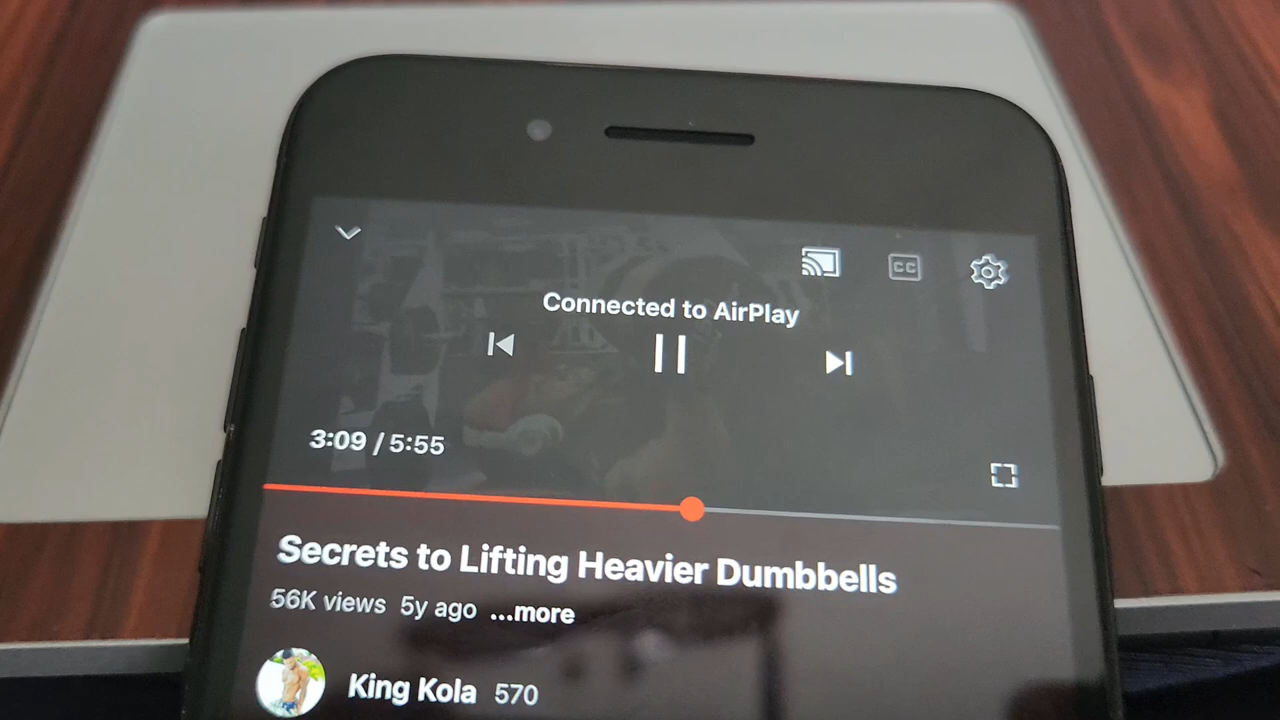 CC
Connected to AirPlay
3:09 / 5:55
Secrets to Lifting Heavier Dumbbells
56K views 5y ago ...more
King Kola 570